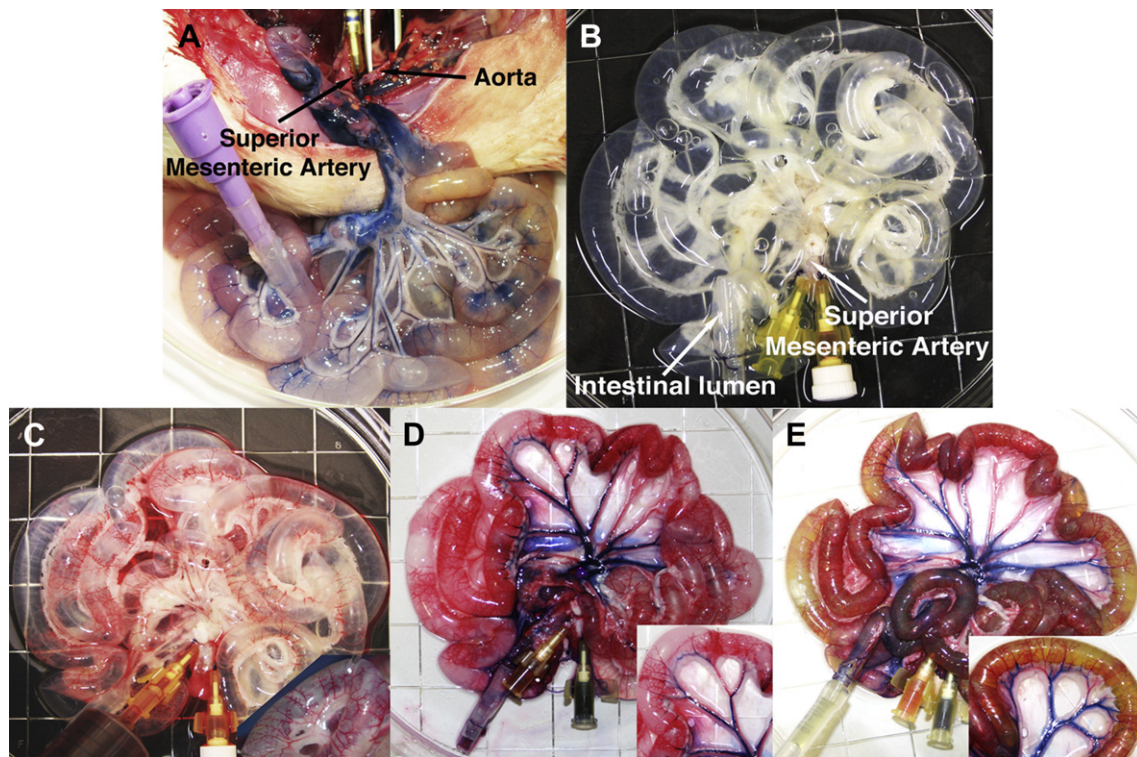 A
Aorta
Superior
Mesenteric Artery
B
Superior
Mesenteric Artery
Intestinal lumen
C
D
E